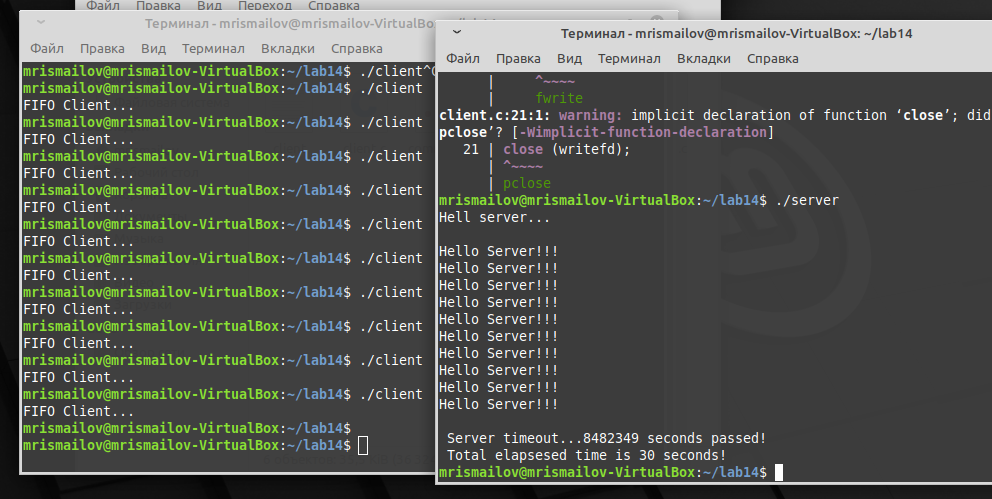 Файл Правка Вид Переход Справка
Терминал - mrismailov@mrismailov-VirtualBox
Файл Правка Вид Терминал Вкладки Справка
mrismailov@mrismailov-VirtualBox:~/lab14$ ./client^C
mrismailov@mrismailov-VirtualBox:~/lab14$ ./client
FIFO Client...
mrismailov@mrismailov-VirtualBox:~/lab14$ ./client
FIFO Client...
mrismailov@mrismailov-VirtualBox:~/lab14$ ./client
FIFO Client...
mrismailov@mrismailov-VirtualBox:~/lab14$ ./client
FIFO Client...
mrismailov@mrismailov-VirtualBox:~/lab14$ ./client
FIFO Client...
mrismailov@mrismailov-VirtualBox:~/lab14$ ./client
FIFO Client...
mrismailov@mrismailov-VirtualBox:~/lab14$ ./client
FIFO Client...
mrismailov@mrismailov-VirtualBox:~/lab14$ ./client
FIFO Client...
mrismailov@mrismailov-VirtualBox:~/lab14$ ./client
FIFO Client...
mrismailov@mrismailov-VirtualBox:~/lab14$ ./client
FIFO Client...
mrismailov@mrismailov-VirtualBox:~/lab14$
mrismailov@mrismailov-VirtualBox:~/lab14$
Терминал - mrismailov@mrismailov-VirtualBox: ~/lab14
Файл Правка Вид Терминал Вкладки Справка
| ^~~~~
| fwrite
client.c:21:1: warning: implicit declaration of function ‘close’; did
pclose’? [-Wimplicit-function-declaration]
21 | close (writefd);
| ^~~~~
| pclose
mrismailov@mrismailov-VirtualBox:~/lab14$ ./server
Hell server...
Hello Server!!!
Hello Server!!!
Hello Server!!!
Hello Server!!!
Hello Server!!!
Hello Server!!!
Hello Server!!!
Hello Server!!!
Hello Server!!!
Hello Server!!!
Server timeout...8482349 seconds passed!
Total elapsesed time is 30 seconds!
mrismailov@mrismailov-VirtualBox:~/lab14$